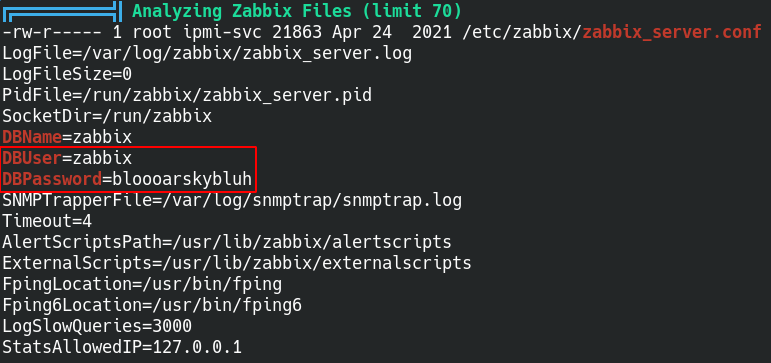 Analyzing Zabbix Files (limit 70)
-rw-r----- 1 root ipmi-svc 21863 Apr 24  2021 /etc/zabbix/zabbix_server.conf
LogFile=/var/log/zabbix/zabbix_server.log
LogFileSize=0
PidFile=/run/zabbix/zabbix_server.pid
SocketDir=/run/zabbix
DBName=zabbix
DBUser=zabbix
DBPassword=bloooarskybluh
SNMPTrapperFile=/var/log/snmptrap/snmptrap.log
Timeout=4
AlertScriptsPath=/usr/lib/zabbix/alertscripts
ExternalScripts=/usr/lib/zabbix/externalscripts
FpingLocation=/usr/bin/fping
Fping6Location=/usr/bin/fping6
LogSlowQueries=3000
StatsAllowedIP=127.0.0.1